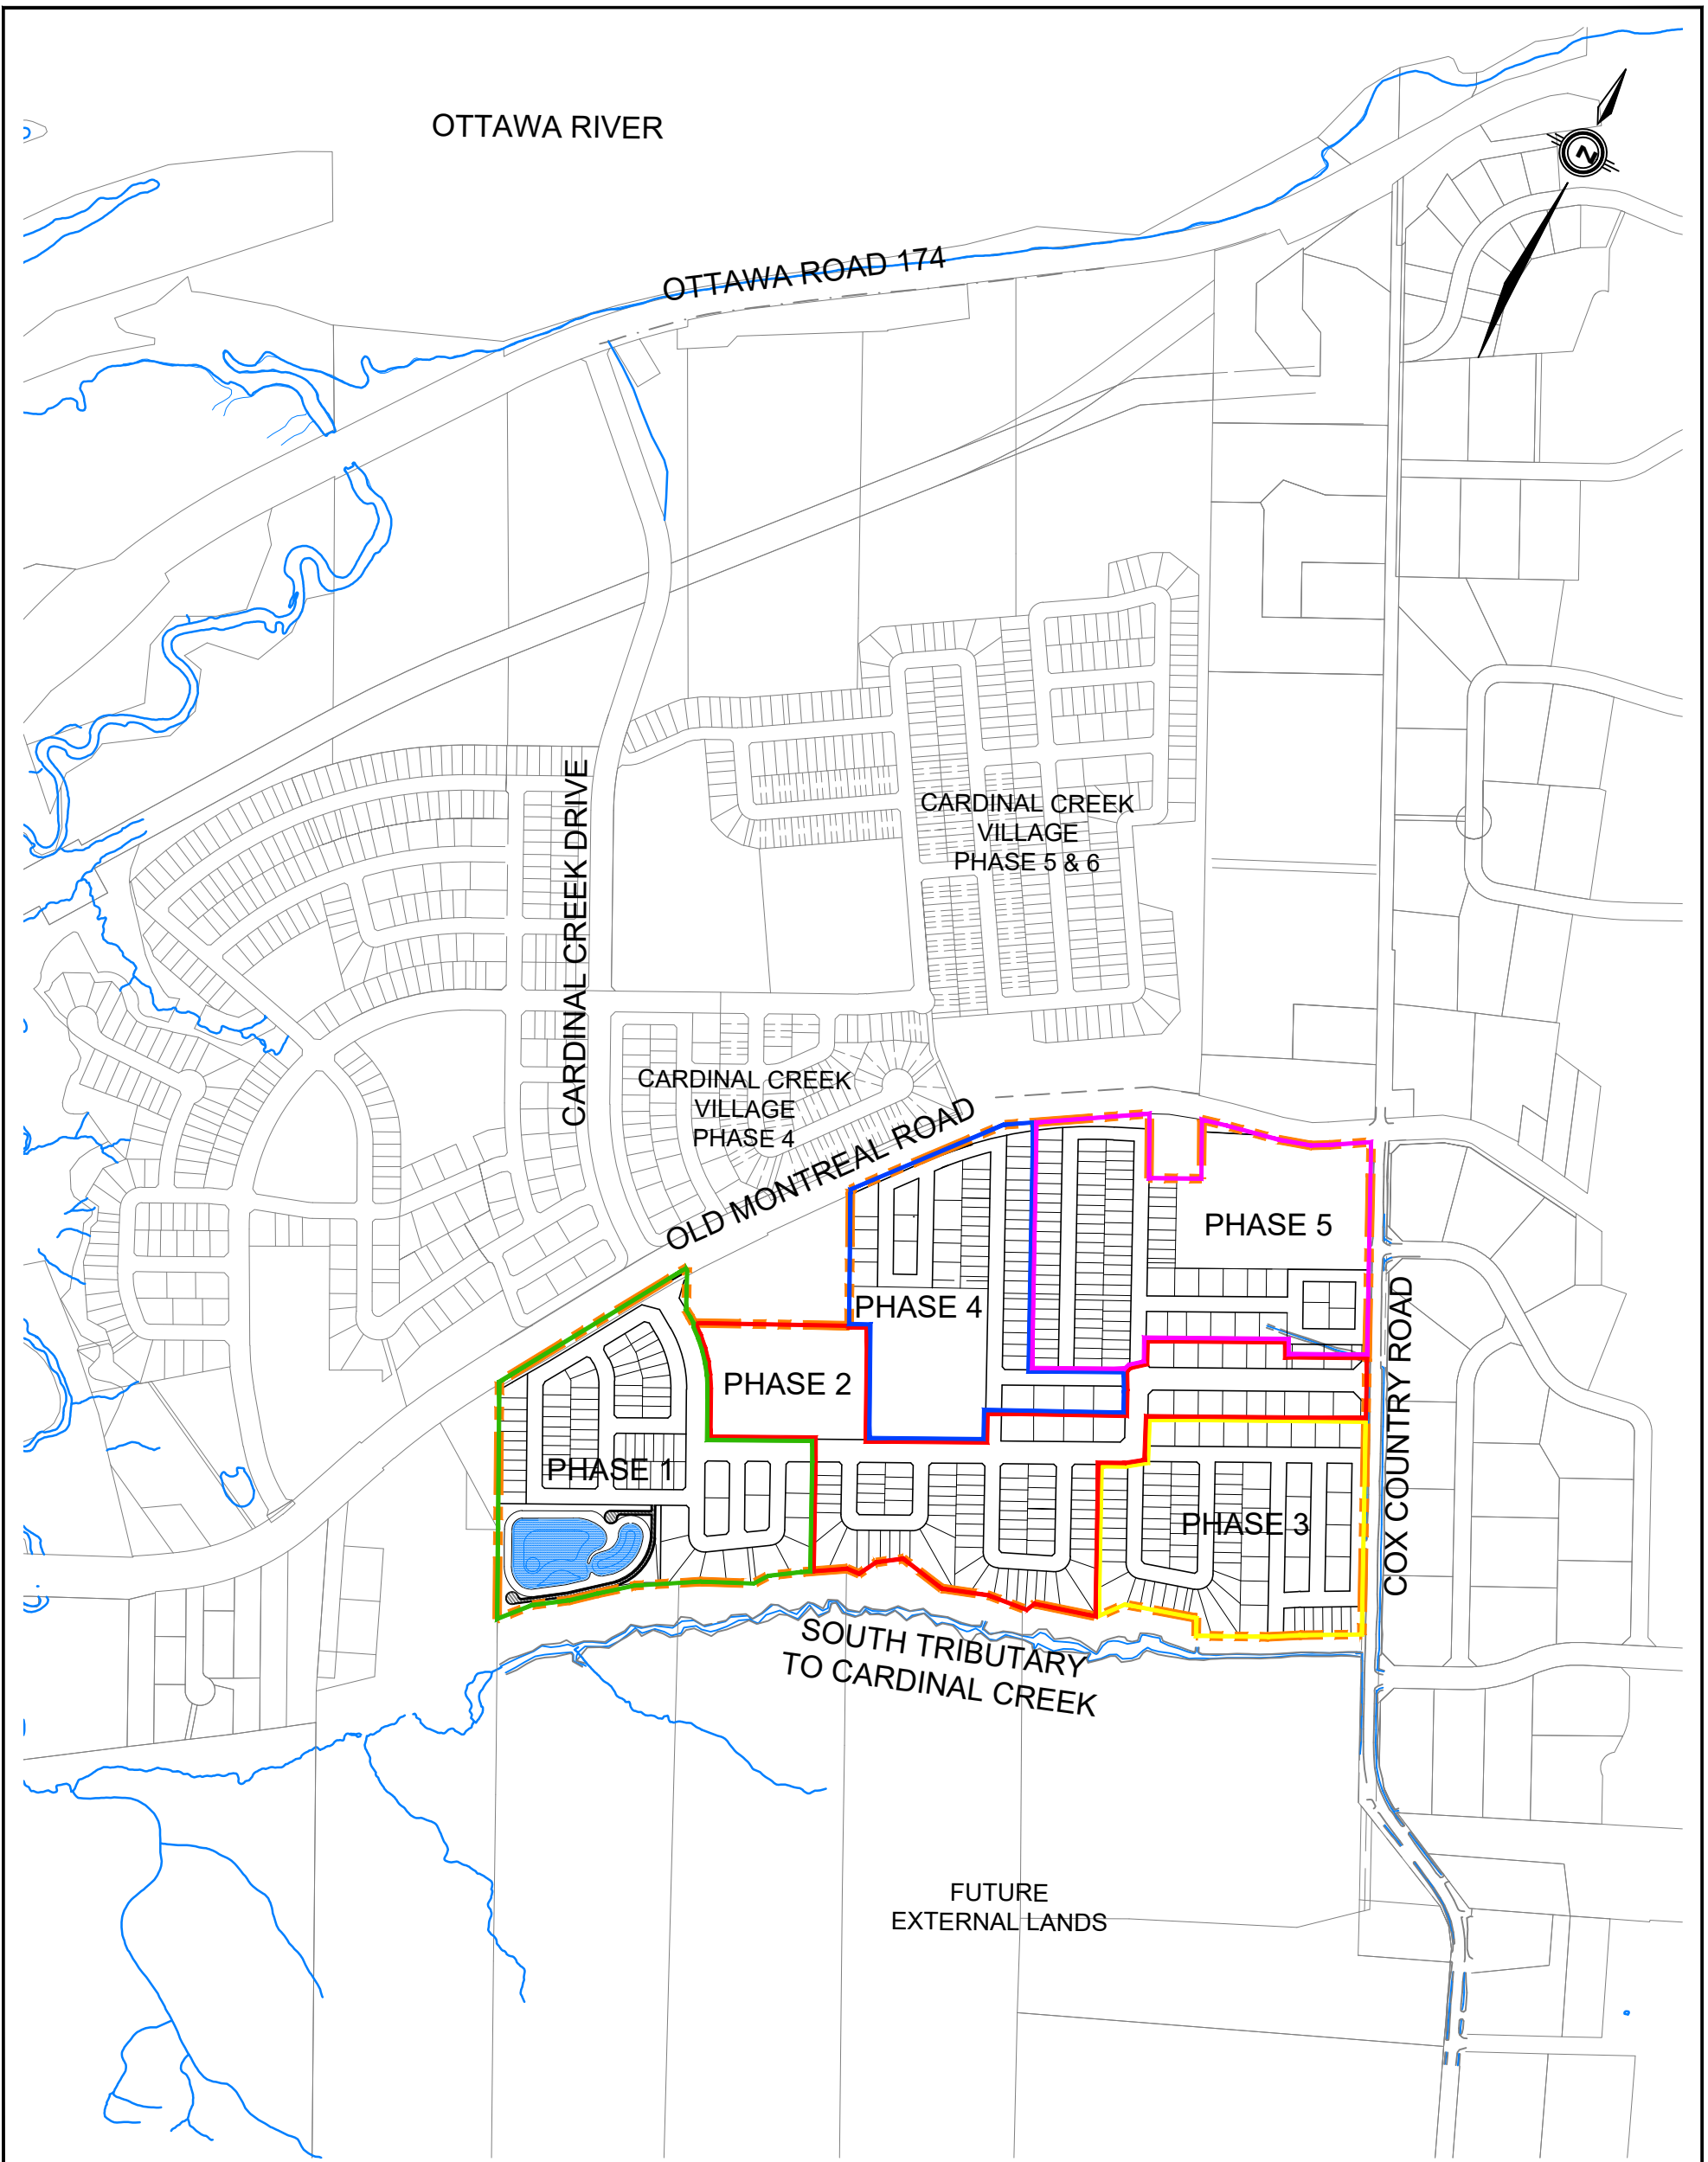 OTTAWA RIVER
N
OTTAWA ROAD 174
CARDINAL CREEK DRIVE
CARDINAL CREEK
VILLAGE
PHASE 5 & 6
CARDINAL CREEK
VILLAGE
PHASE 4
OLD MONTREAL ROAD
PHASE 5
PHASE 4
PHASE 2
PHASE 1
PHASE 3
COX COUNTRY ROAD
SOUTH TRIBUTARY
TO CARDINAL CREEK
FUTURE
EXTERNAL LANDS